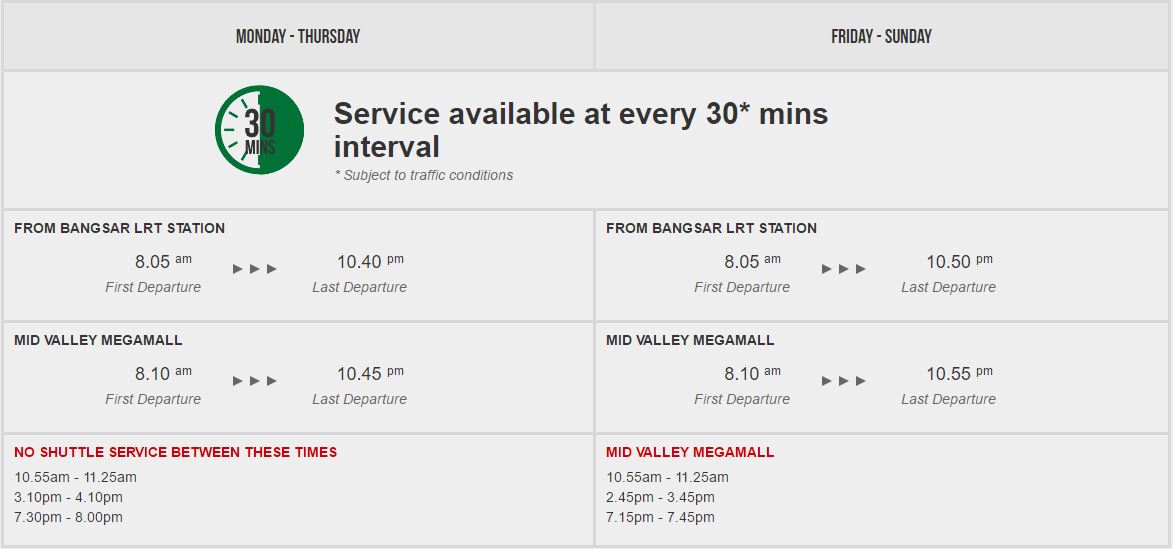 MONDAY - THURSDAY
FRIDAY - SUNDAY
30
MINS
Service available at every 30* mins
interval
* Subject to traffic conditions
FROM BANGSAR LRT STATION
8.05 am ►►► 10.40 pm
First Departure Last Departure
FROM BANGSAR LRT STATION
8.05 am ►►► 10.50 pm
First Departure Last Departure
MID VALLEY MEGAMALL
8.10 am ►►► 10.45 pm
First Departure Last Departure
MID VALLEY MEGAMALL
8.10 am ►►► 10.55 pm
First Departure Last Departure
NO SHUTTLE SERVICE BETWEEN THESE TIMES
10.55am - 11.25am
3.10pm - 4.10pm
7.30pm - 8.00pm
MID VALLEY MEGAMALL
10.55am - 11.25am
2.45pm - 3.45pm
7.15pm - 7.45pm